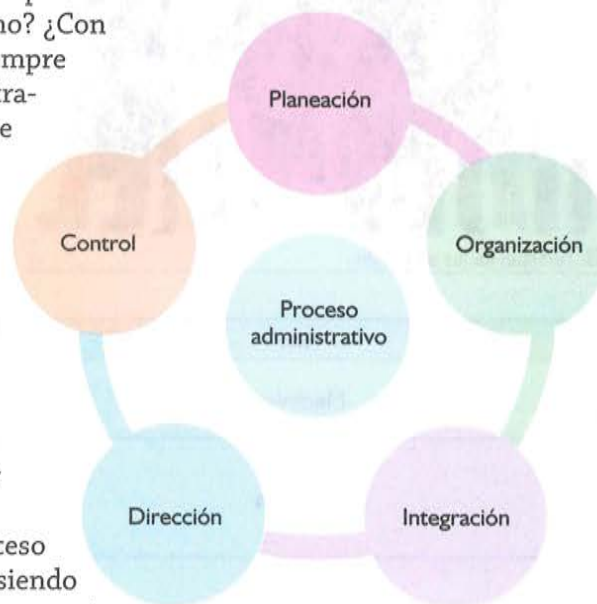 no? ¿Con
mpre
tra-
e
ceso
siendo
Planeación
Organización
Integración
Dirección
Control
Proceso
administrativo